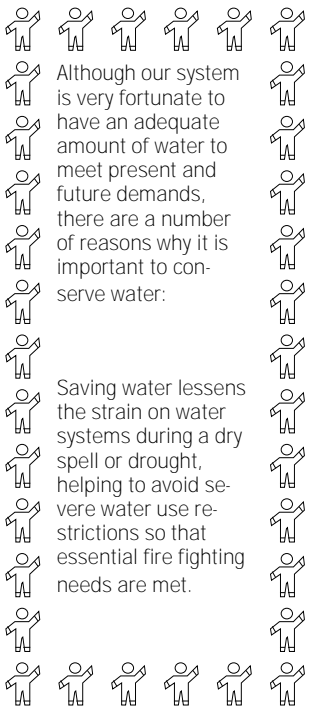 Although our system
is very fortunate to
have an adequate
amount of water to
meet present and
future demands,
there are a number
of reasons why it is
important to con-
serve water:
Saving water lessens
the strain on water
systems during a dry
spell or drought,
helping to avoid se-
vere water use re-
strictions so that
essential fire fighting
needs are met.